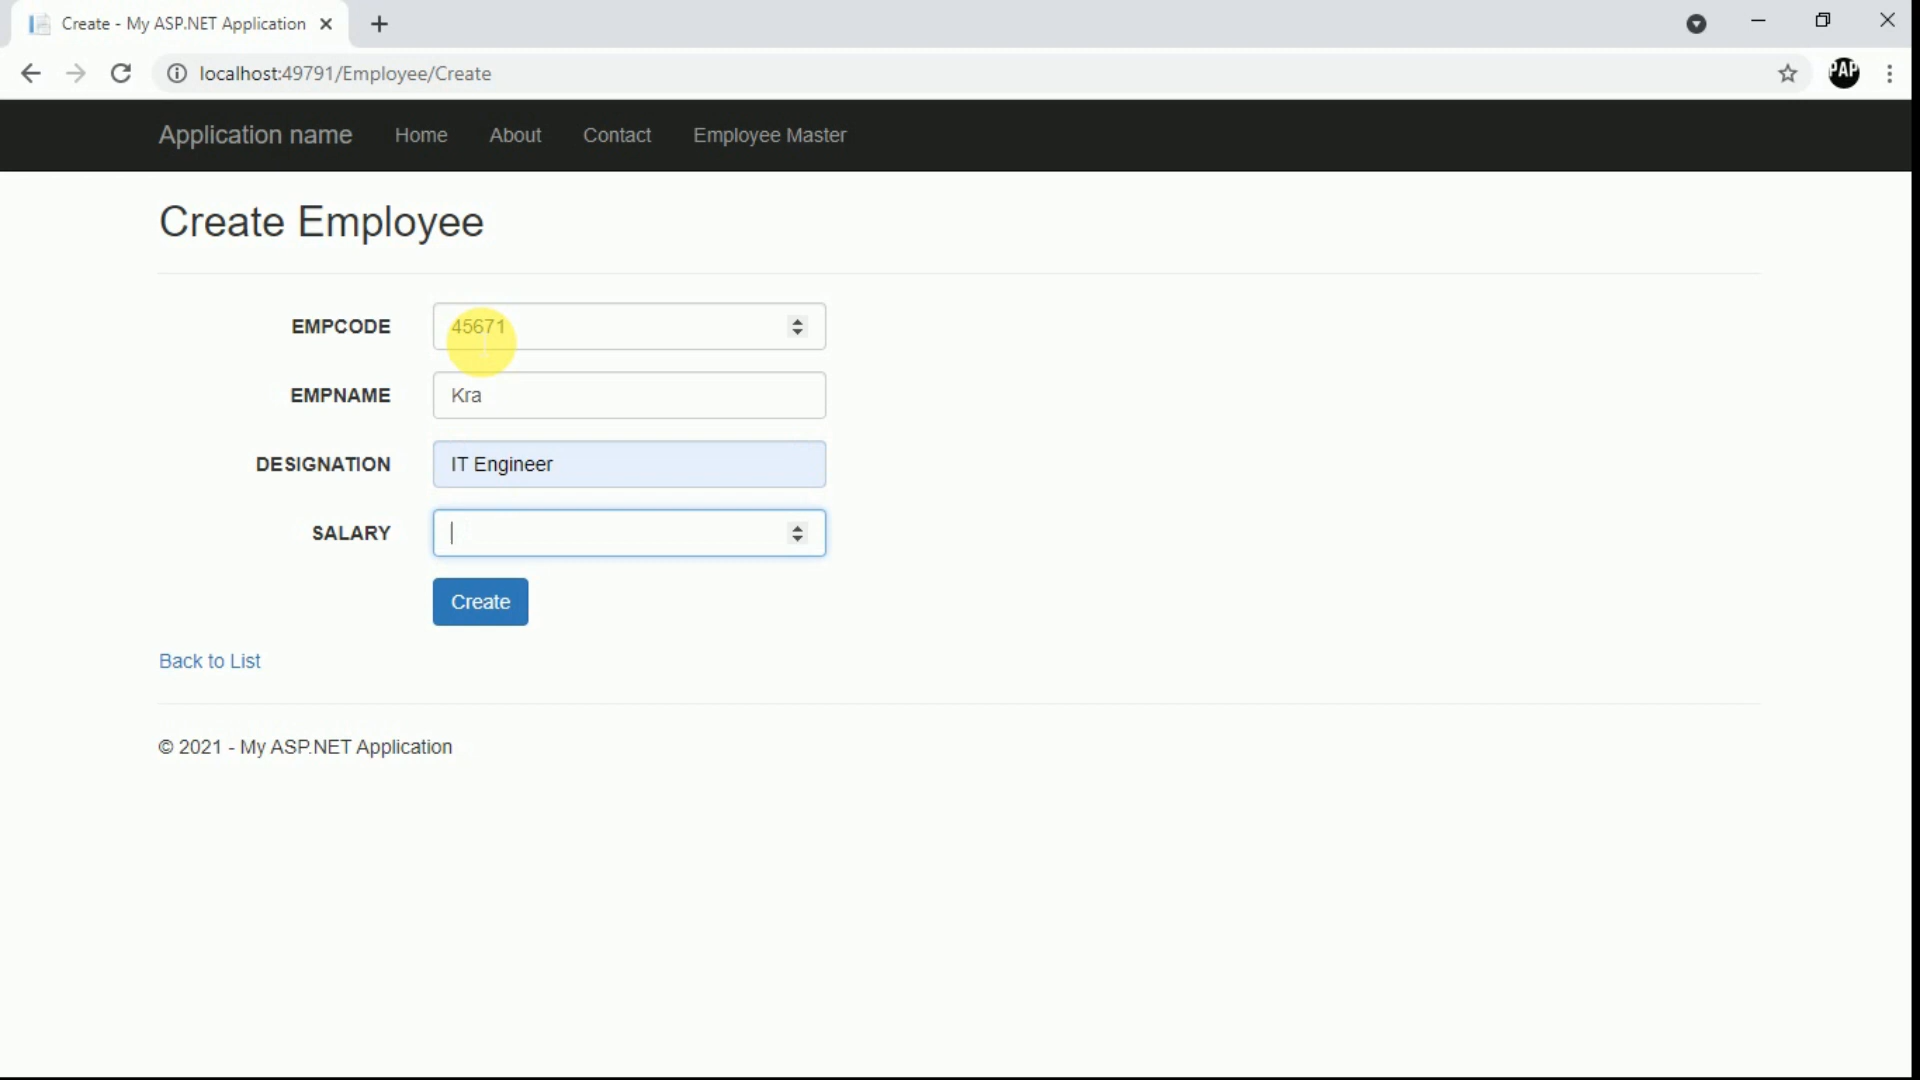 Create - My ASP.NET Application
localhost:49791/Employee/Create
PAP
Application name Home About Contact Employee Master
Create Employee
EMPCODE 45671
EMPNAME Kra
DESIGNATION IT Engineer
SALARY
Create
Back to List
© 2021 - My ASP.NET Application